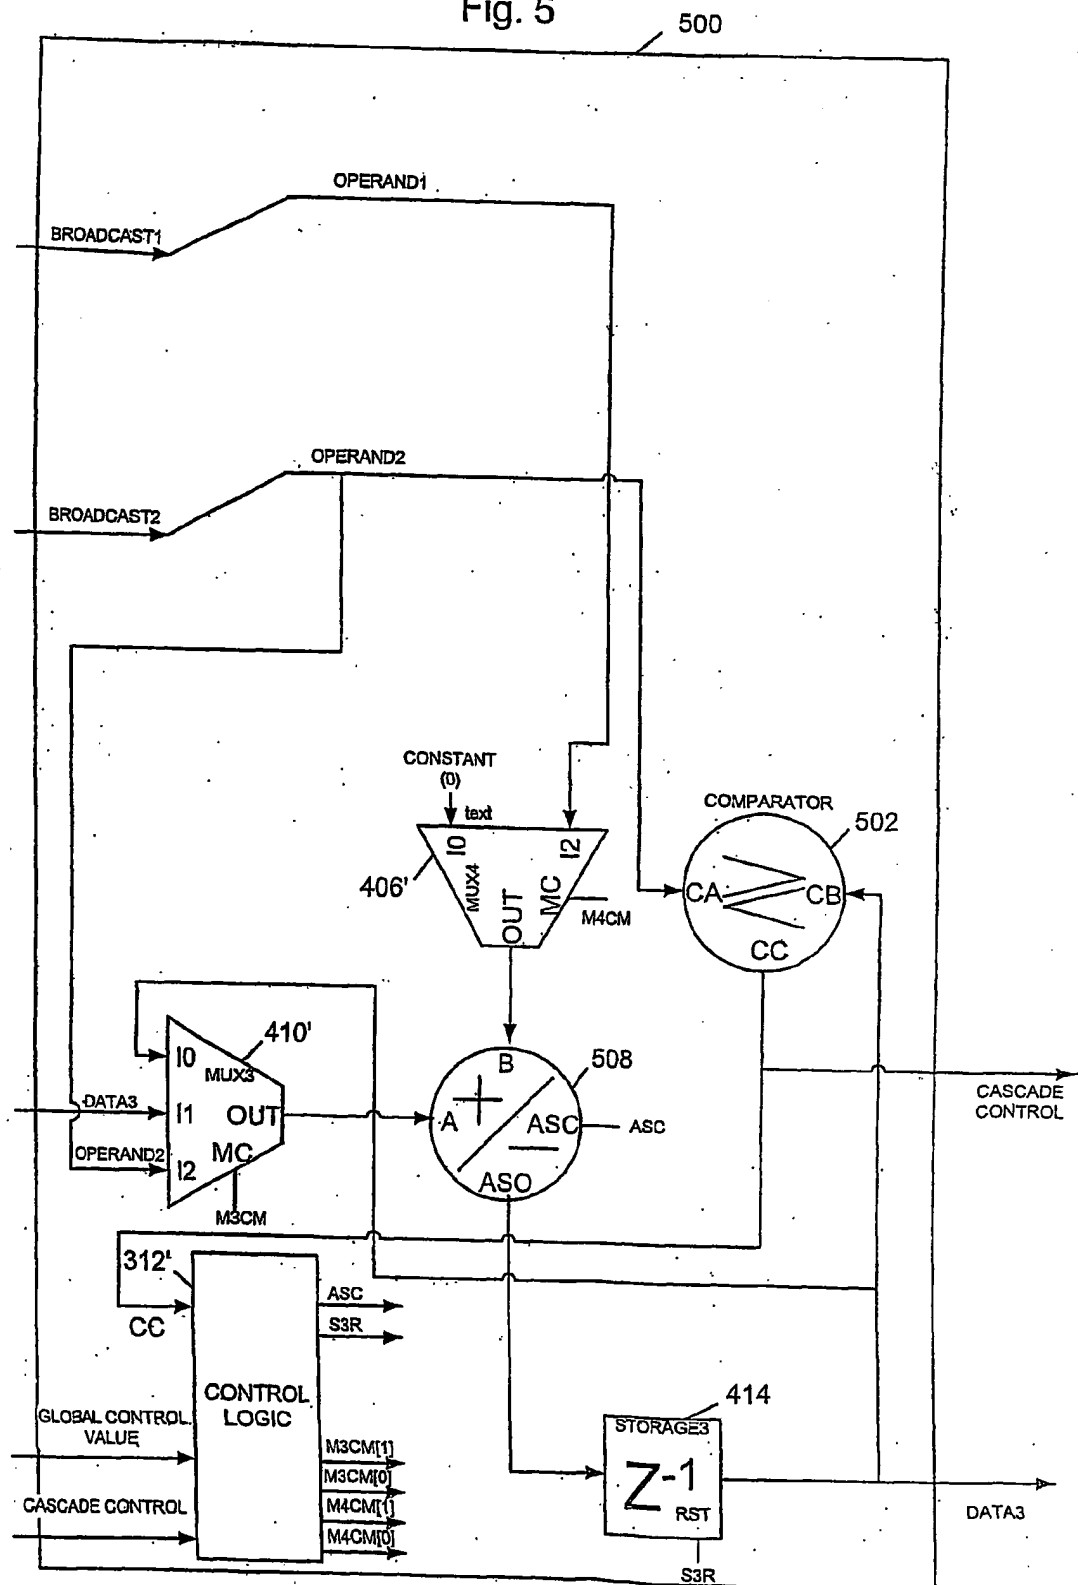 Fig. 5
500
OPERAND1
BROADCAST1
OPERAND2
BROADCAST2
CONSTANT
(0)
text
I0
I2
MUX4
OUT
MC
406'
M4CM
COMPARATOR
502
CA
CB
CC
410'
I0
MUX3
DATA3
I1
OUT
OPERAND2
I2
MC
M3CM
508
B
A
ASC
ASC
ASO
CASCADE
CONTROL
312'
CC
ASC
S3R
CONTROL
LOGIC
GLOBAL CONTROL
VALUE
M3CM[1]
M3CM[0]
CASCADE CONTROL
M4CM[1]
M4CM[0]
414
STORAGE3
Z-1
RST
S3R
DATA3